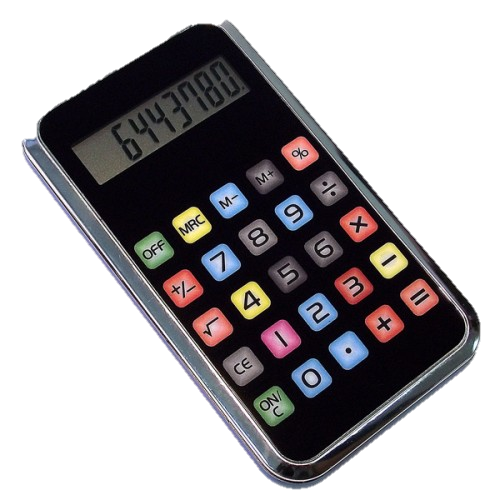 6443780.
OFF MRC M- M+ %
+/- 7 8 9 ÷
√ 4 5 6 ×
CE 1 2 3 −
ON/C 0 · + =